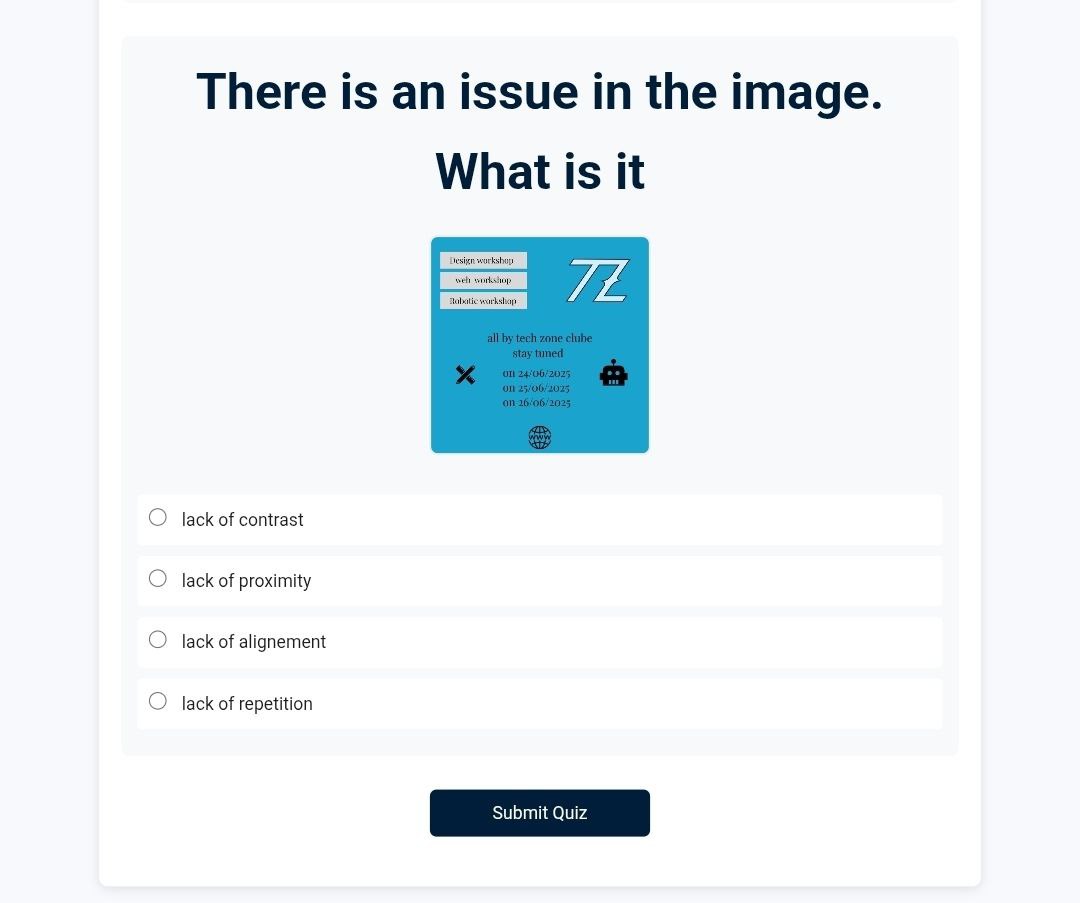 There is an issue in the image.
What is it
Design workshop
web workshop
Robotic workshop
TZ
all by tech zone clube
stay tuned
on 24/06/2025
on 25/06/2025
on 26/06/2025
www
lack of contrast
lack of proximity
lack of alignement
lack of repetition
Submit Quiz